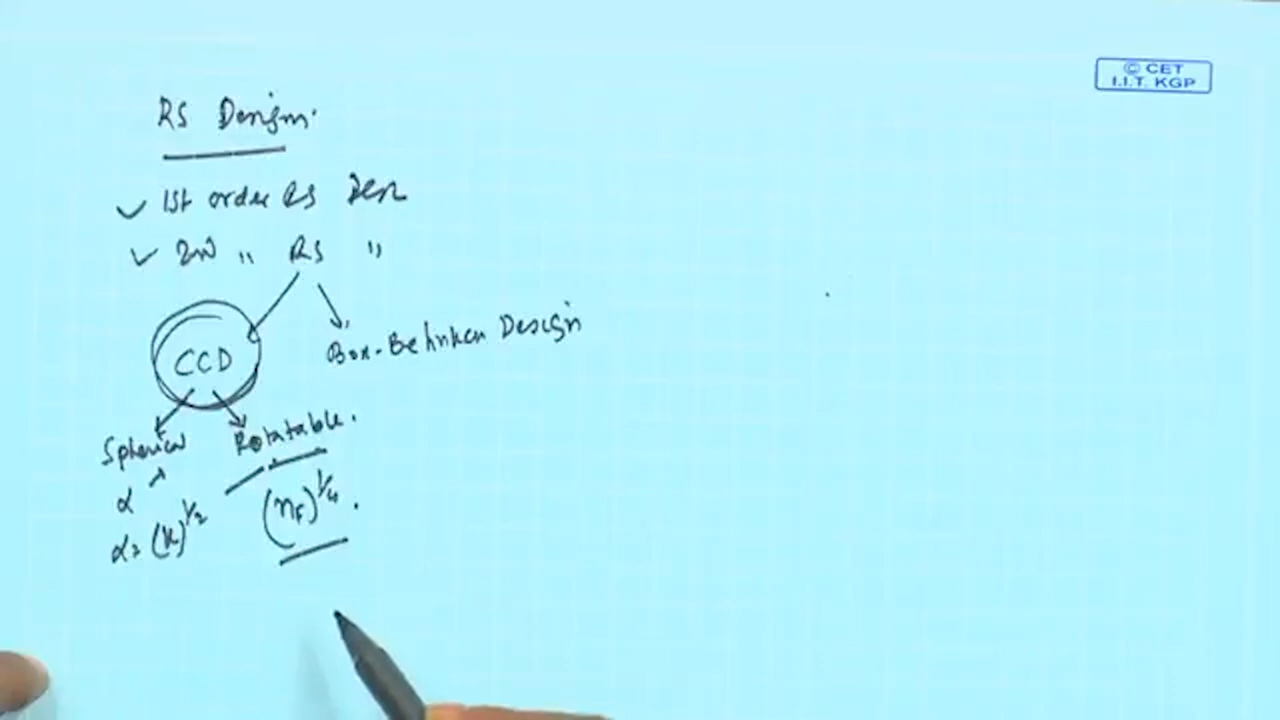 © CET
I.I.T. KGP
RS Design.
✓ 1st order RS Des
✓ 2nd " RS "
CCD
Box-Behnken Design
Spherical
Rotatable.
α
α = (k)^1/2
(nF)^1/4.